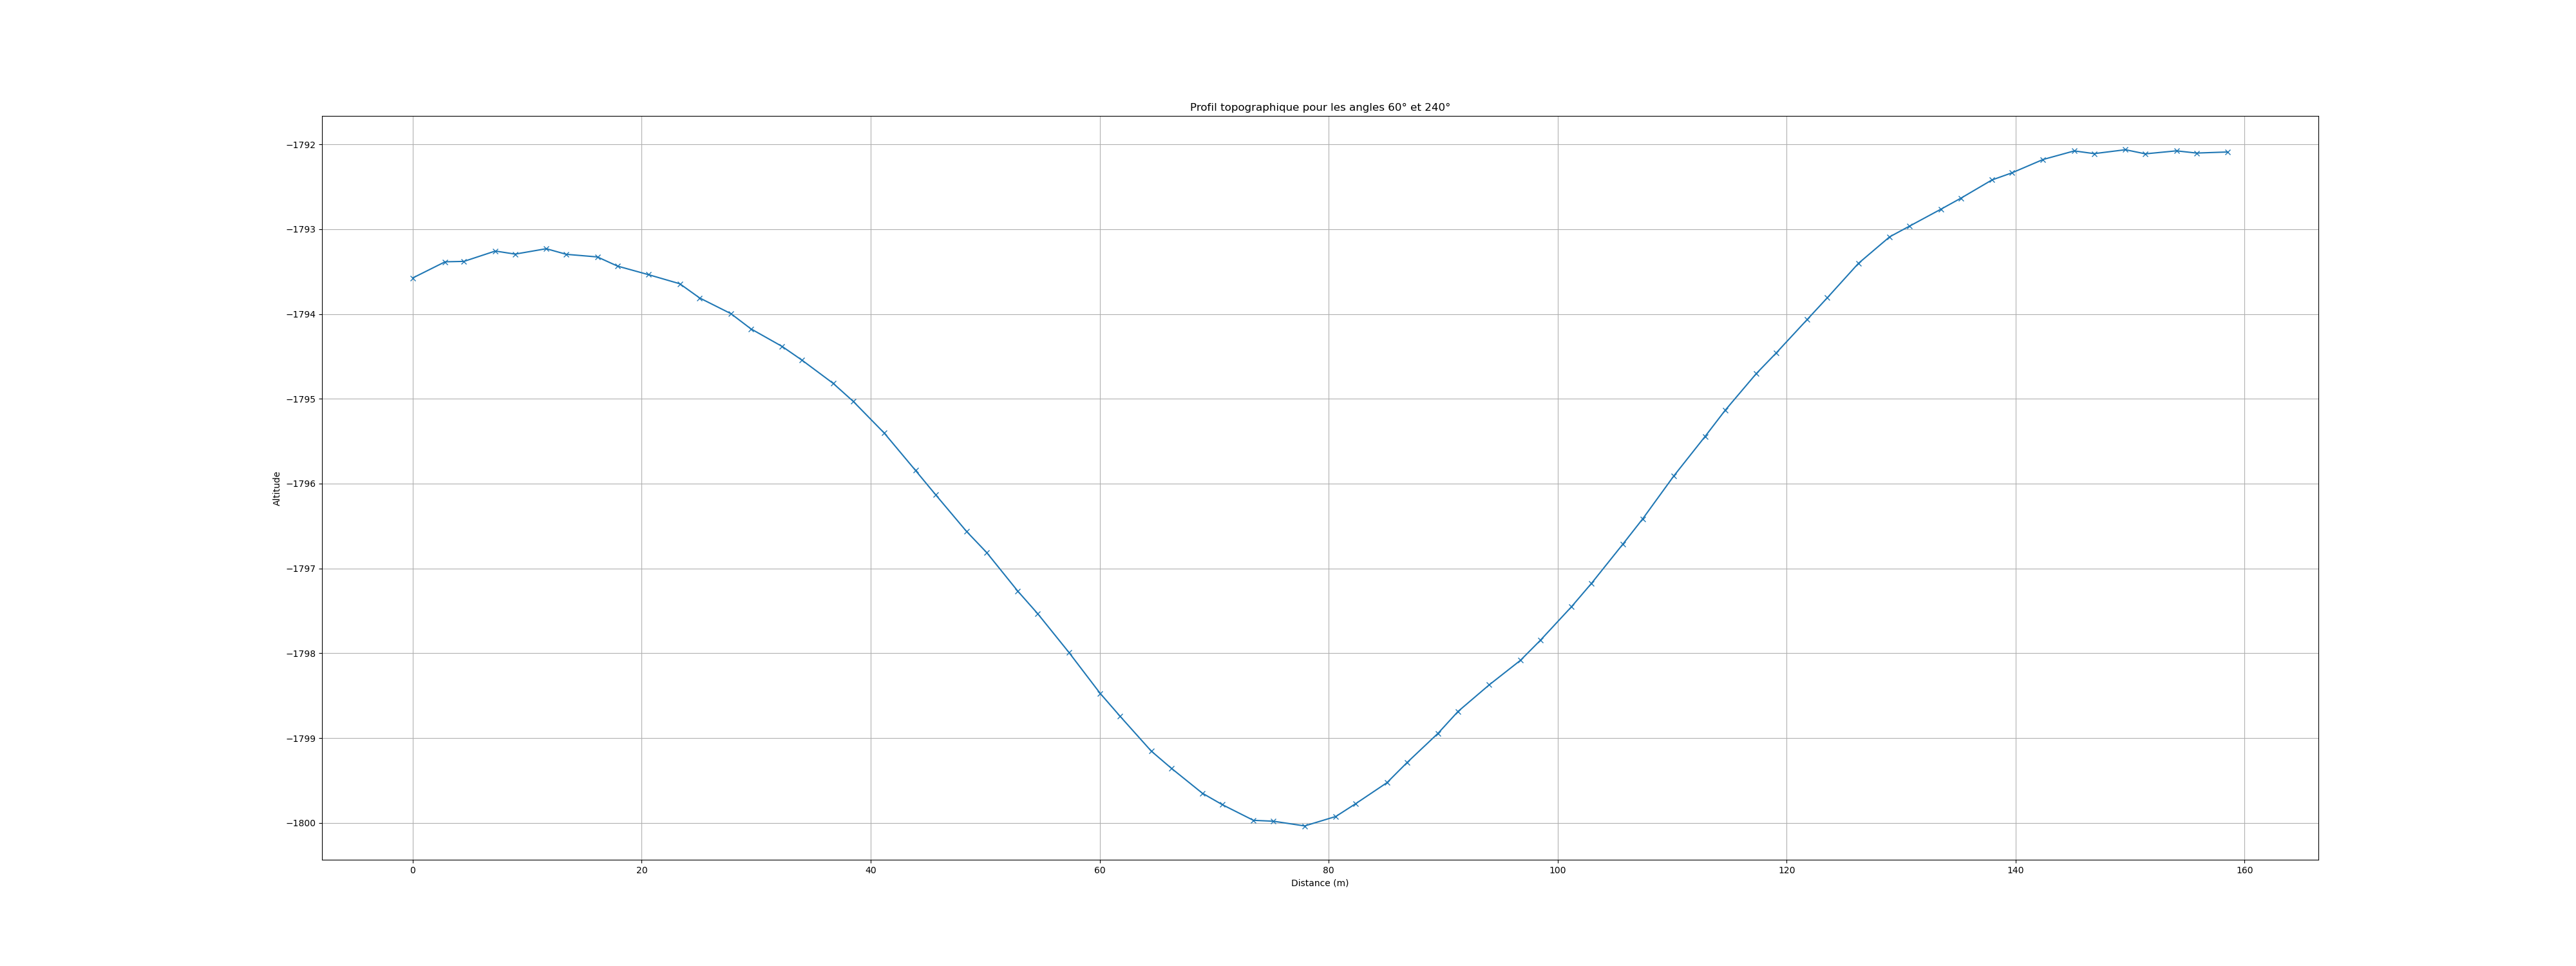 Profil topographique pour les angles 60° et 240°
Altitude
−1792
−1793
−1794
−1795
−1796
−1797
−1798
−1799
−1800
0 20 40 60 80 100 120 140 160
Distance (m)